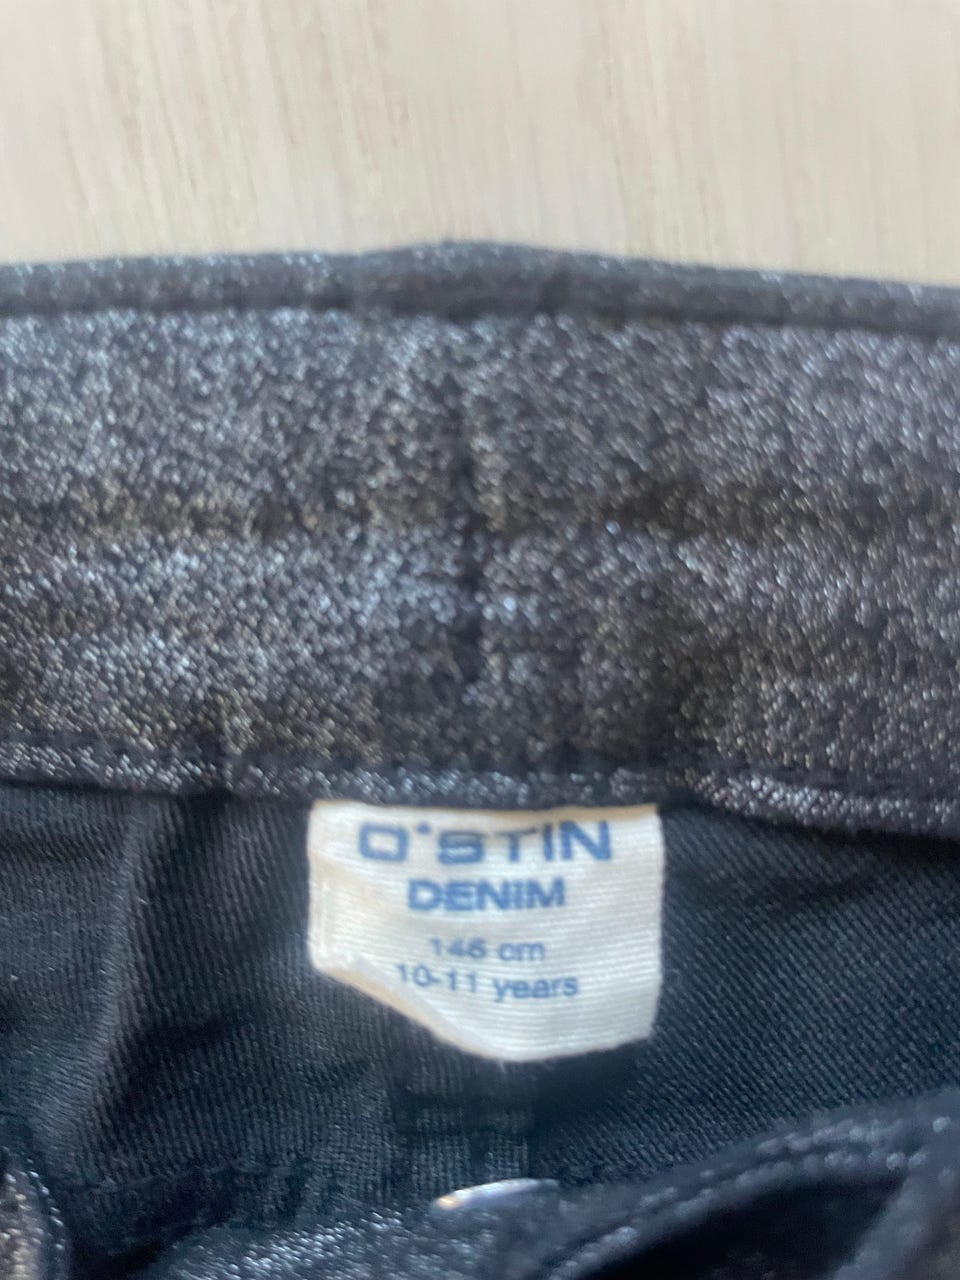 O'STIN
DENIM
146 cm
10-11 years